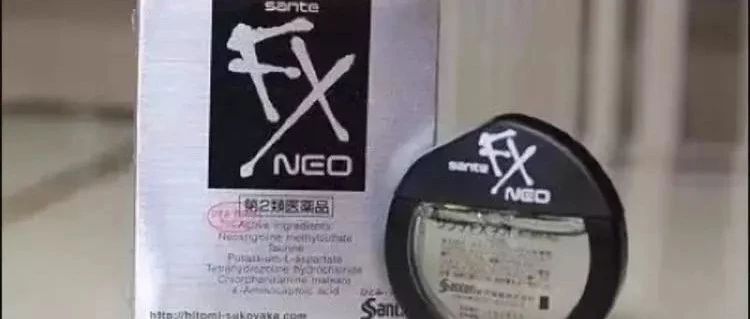 sante
FX
NEO
第2類医薬品
Active ingredients:
Neostigmine methylsulfate
Taurine
Potassium L-aspartate
Tetrahydrozoline hydrochloride
Chlorpheniramine maleate
ε-Aminocaproic acid
Santen
http://hitomi-sukoyaka.com
sante
FX
NEO
Santen